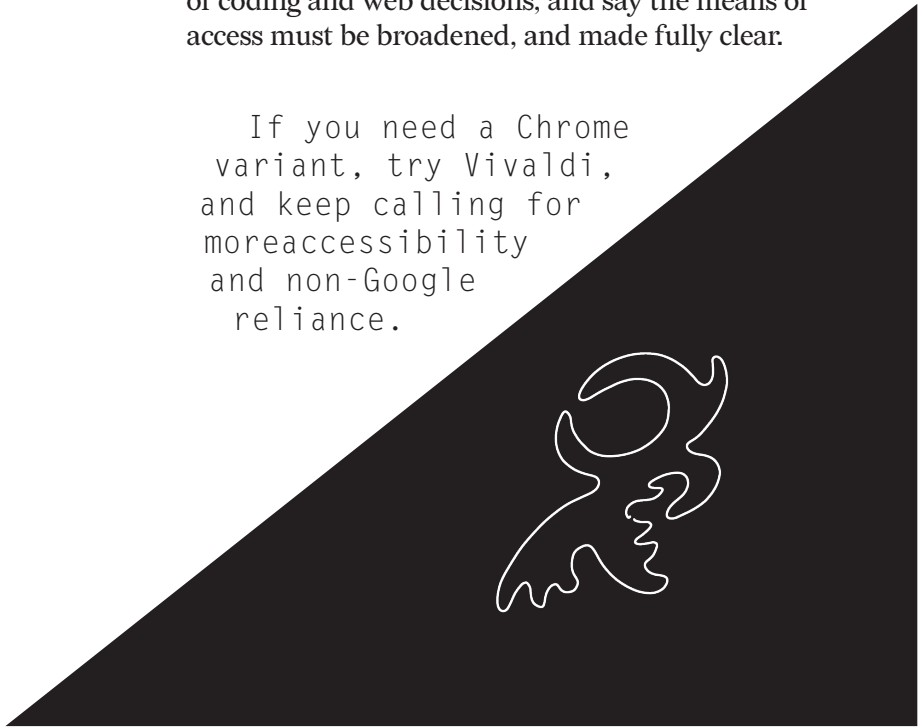 of coding and web decisions, and say the means of
access must be broadened, and made fully clear.
If you need a Chrome
variant, try Vivaldi,
and keep calling for
moreaccessibility
and non-Google
reliance.